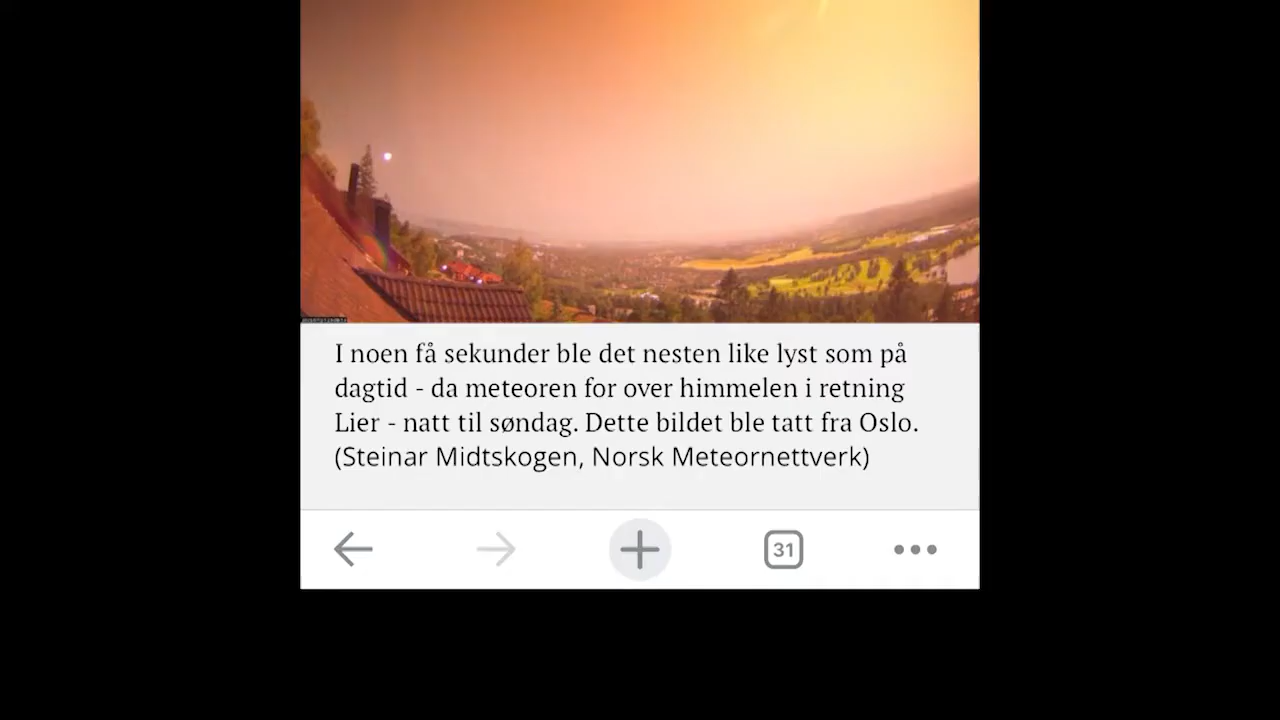 I noen få sekunder ble det nesten like lyst som på
dagtid - da meteoren for over himmelen i retning
Lier - natt til søndag. Dette bildet ble tatt fra Oslo.
(Steinar Midtskogen, Norsk Meteornettverk)
31